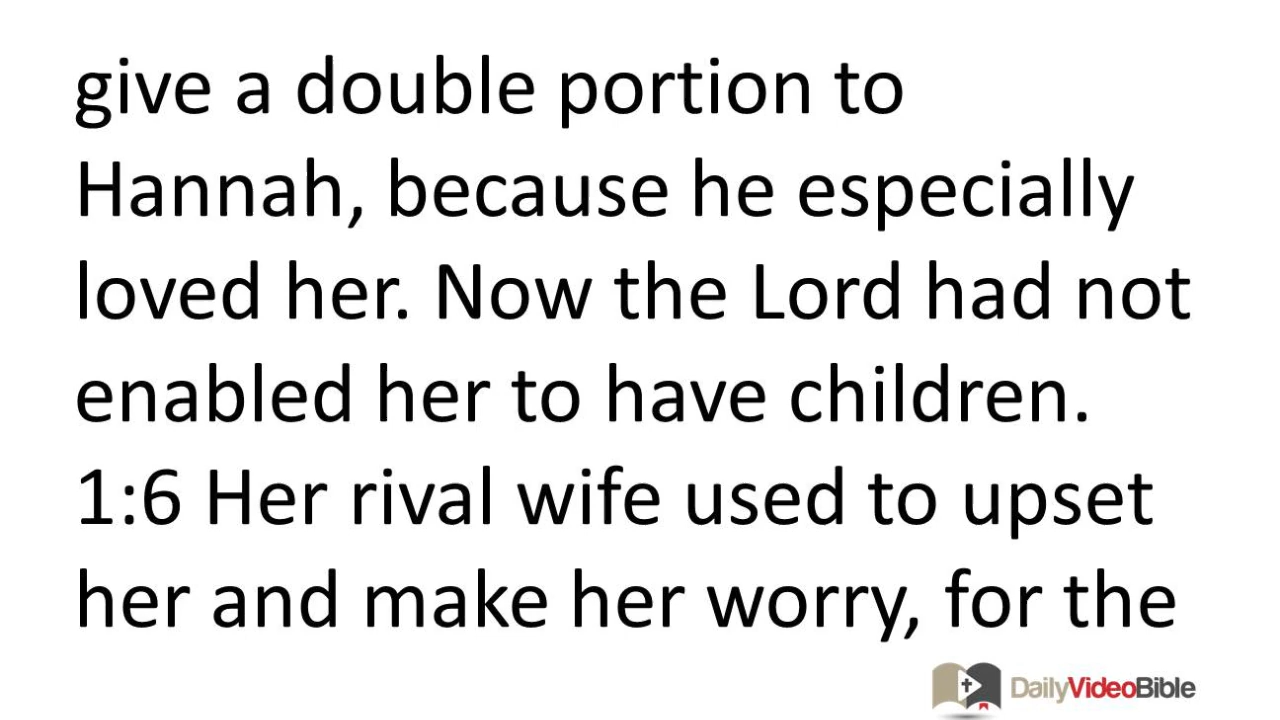 give a double portion to
Hannah, because he especially
loved her. Now the Lord had not
enabled her to have children.
1:6 Her rival wife used to upset
her and make her worry, for the
DailyVideoBible